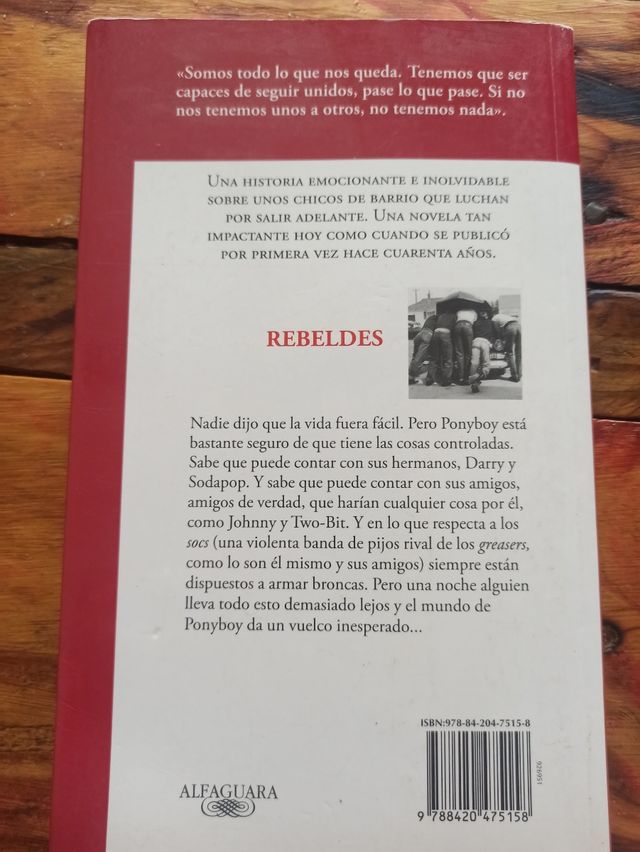 «Somos todo lo que nos queda. Tenemos que ser
capaces de seguir unidos, pase lo que pase. Si no
nos tenemos unos a otros, no tenemos nada».
UNA HISTORIA EMOCIONANTE E INOLVIDABLE
SOBRE UNOS CHICOS DE BARRIO QUE LUCHAN
POR SALIR ADELANTE. UNA NOVELA TAN
IMPACTANTE HOY COMO CUANDO SE PUBLICÓ
POR PRIMERA VEZ HACE CUARENTA AÑOS.
REBELDES
Nadie dijo que la vida fuera fácil. Pero Ponyboy está
bastante seguro de que tiene las cosas controladas.
Sabe que puede contar con sus hermanos, Darry y
Sodapop. Y sabe que puede contar con sus amigos,
amigos de verdad, que harían cualquier cosa por él,
como Johnny y Two-Bit. Y en lo que respecta a los
socs (una violenta banda de pijos rival de los greasers,
como lo son él mismo y sus amigos) siempre están
dispuestos a armar broncas. Pero una noche alguien
lleva todo esto demasiado lejos y el mundo de
Ponyboy da un vuelco inesperado...
ISBN:978-84-204-7515-8
156926
ALFAGUARA
9 788420 475158